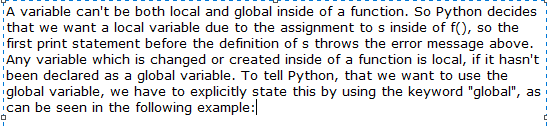 A variable can't be both local and global inside of a function. So Python decides
that we want a local variable due to the assignment to s inside of f(), so the
first print statement before the definition of s throws the error message above.
Any variable which is changed or created inside of a function is local, if it hasn't
been declared as a global variable. To tell Python, that we want to use the
global variable, we have to explicitly state this by using the keyword "global", as
can be seen in the following example: